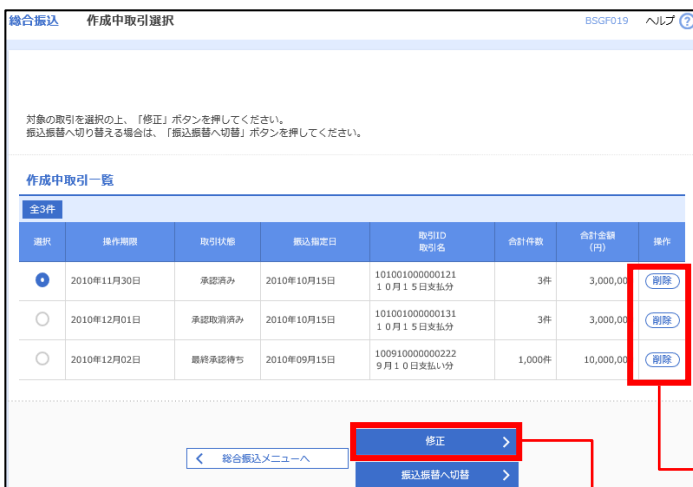 総合振込 作成中取引選択 BSGF019 ヘルプ ?
対象の取引を選択の上、「修正」ボタンを押してください。
振込振替へ切り替える場合は、「振込振替へ切替」ボタンを押してください。
作成中取引一覧
全3件
選択 操作期限 取引状態 振込指定日 取引ID 取引名 合計件数 合計金額(円) 操作
2010年11月30日 承認済み 2010年10月15日 101001000000121 3件 3,000,00 削除
10月15日支払分
2010年12月01日 承認取消済み 2010年10月15日 101001000000131 3件 3,000,00 削除
10月15日支払分
2010年12月02日 最終承認待ち 2010年09月15日 100910000000222 1,000件 10,000,00 削除
9月10日支払い分
修正
総合振込メニューへ
振込振替へ切替